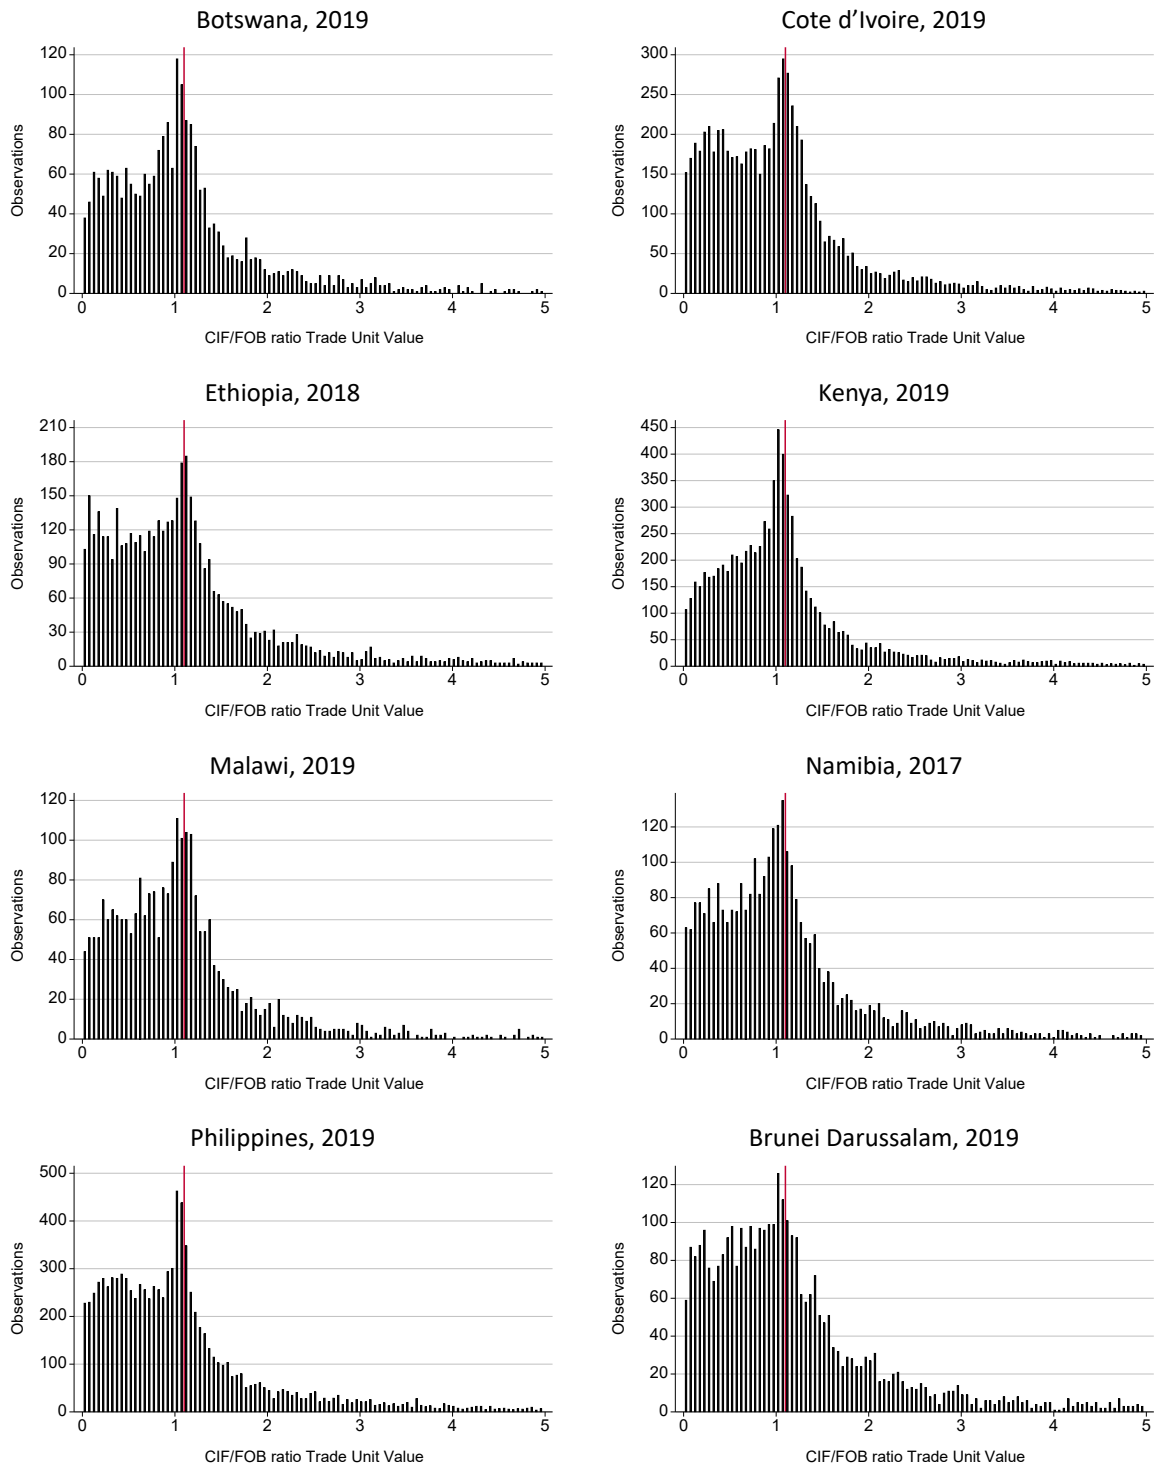 Botswana, 2019
120
100
80
60
40
20
0
Observations
0 1 2 3 4 5
CIF/FOB ratio Trade Unit Value
Cote d’Ivoire, 2019
300
250
200
150
100
50
0
Observations
0 1 2 3 4 5
CIF/FOB ratio Trade Unit Value
Ethiopia, 2018
210
180
150
120
90
60
30
0
Observations
0 1 2 3 4 5
CIF/FOB ratio Trade Unit Value
Kenya, 2019
450
400
350
300
250
200
150
100
50
0
Observations
0 1 2 3 4 5
CIF/FOB ratio Trade Unit Value
Malawi, 2019
120
100
80
60
40
20
0
Observations
0 1 2 3 4 5
CIF/FOB ratio Trade Unit Value
Namibia, 2017
120
100
80
60
40
20
0
Observations
0 1 2 3 4 5
CIF/FOB ratio Trade Unit Value
Philippines, 2019
500
400
300
200
100
0
Observations
0 1 2 3 4 5
CIF/FOB ratio Trade Unit Value
Brunei Darussalam, 2019
120
100
80
60
40
20
0
Observations
0 1 2 3 4 5
CIF/FOB ratio Trade Unit Value